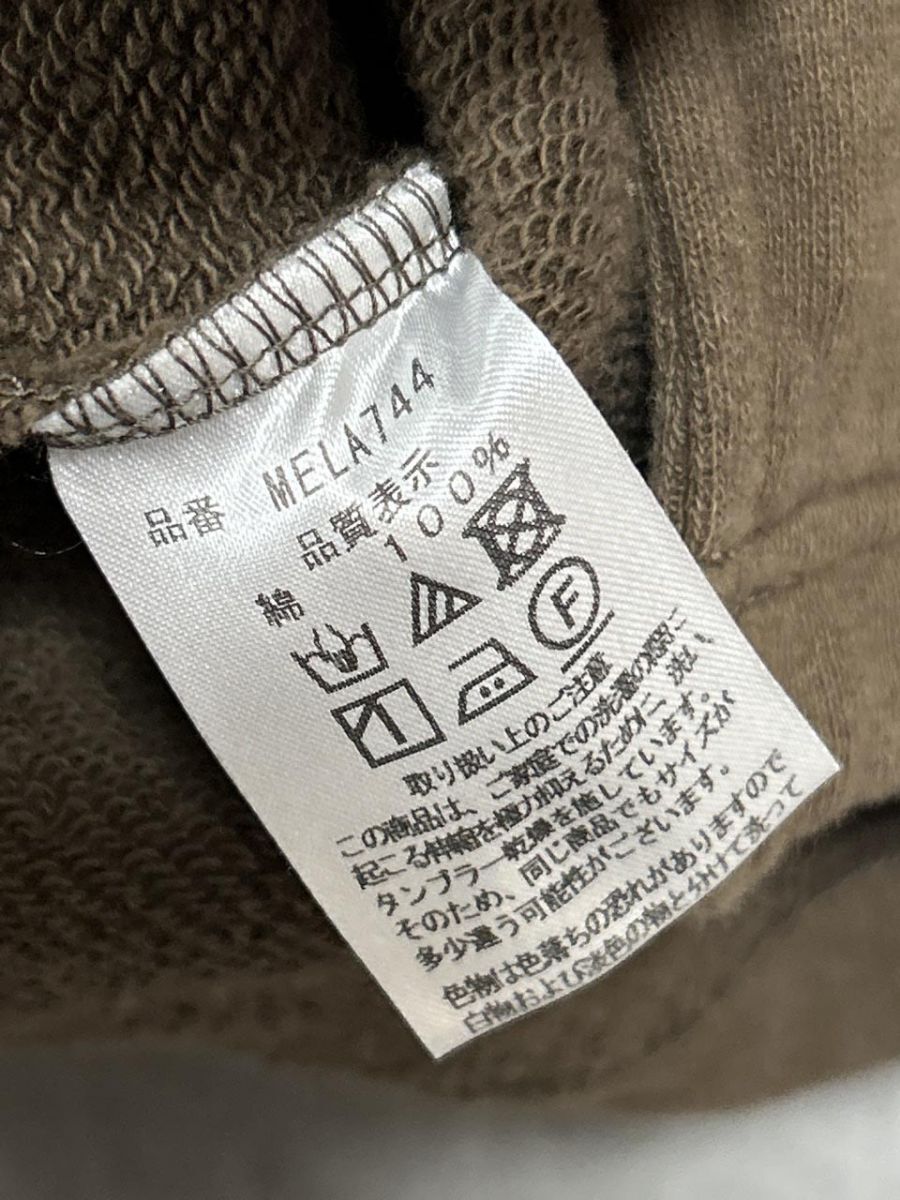 品番 MELA744
品質表示
綿 100%
F
取り扱い上のご注意
この商品は、ご家庭での洗濯の際に
起こる伸縮を極力抑えるために、洗い、
タンブラー乾燥を施しています。
そのため、同じ商品でもサイズが
多少違う可能性がございます。
色物は色落ちの恐れがありますので
白物および淡色の物と分けて洗って